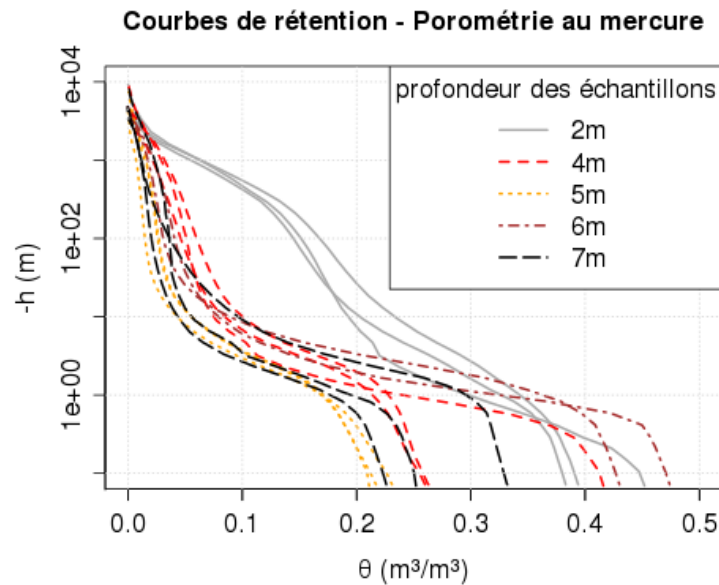 Courbes de rétention - Porométrie au mercure
1e+04
1e+02
1e+00
-h (m)
profondeur des échantillons
2m
4m
5m
6m
7m
0.0 0.1 0.2 0.3 0.4 0.5
θ (m³/m³)